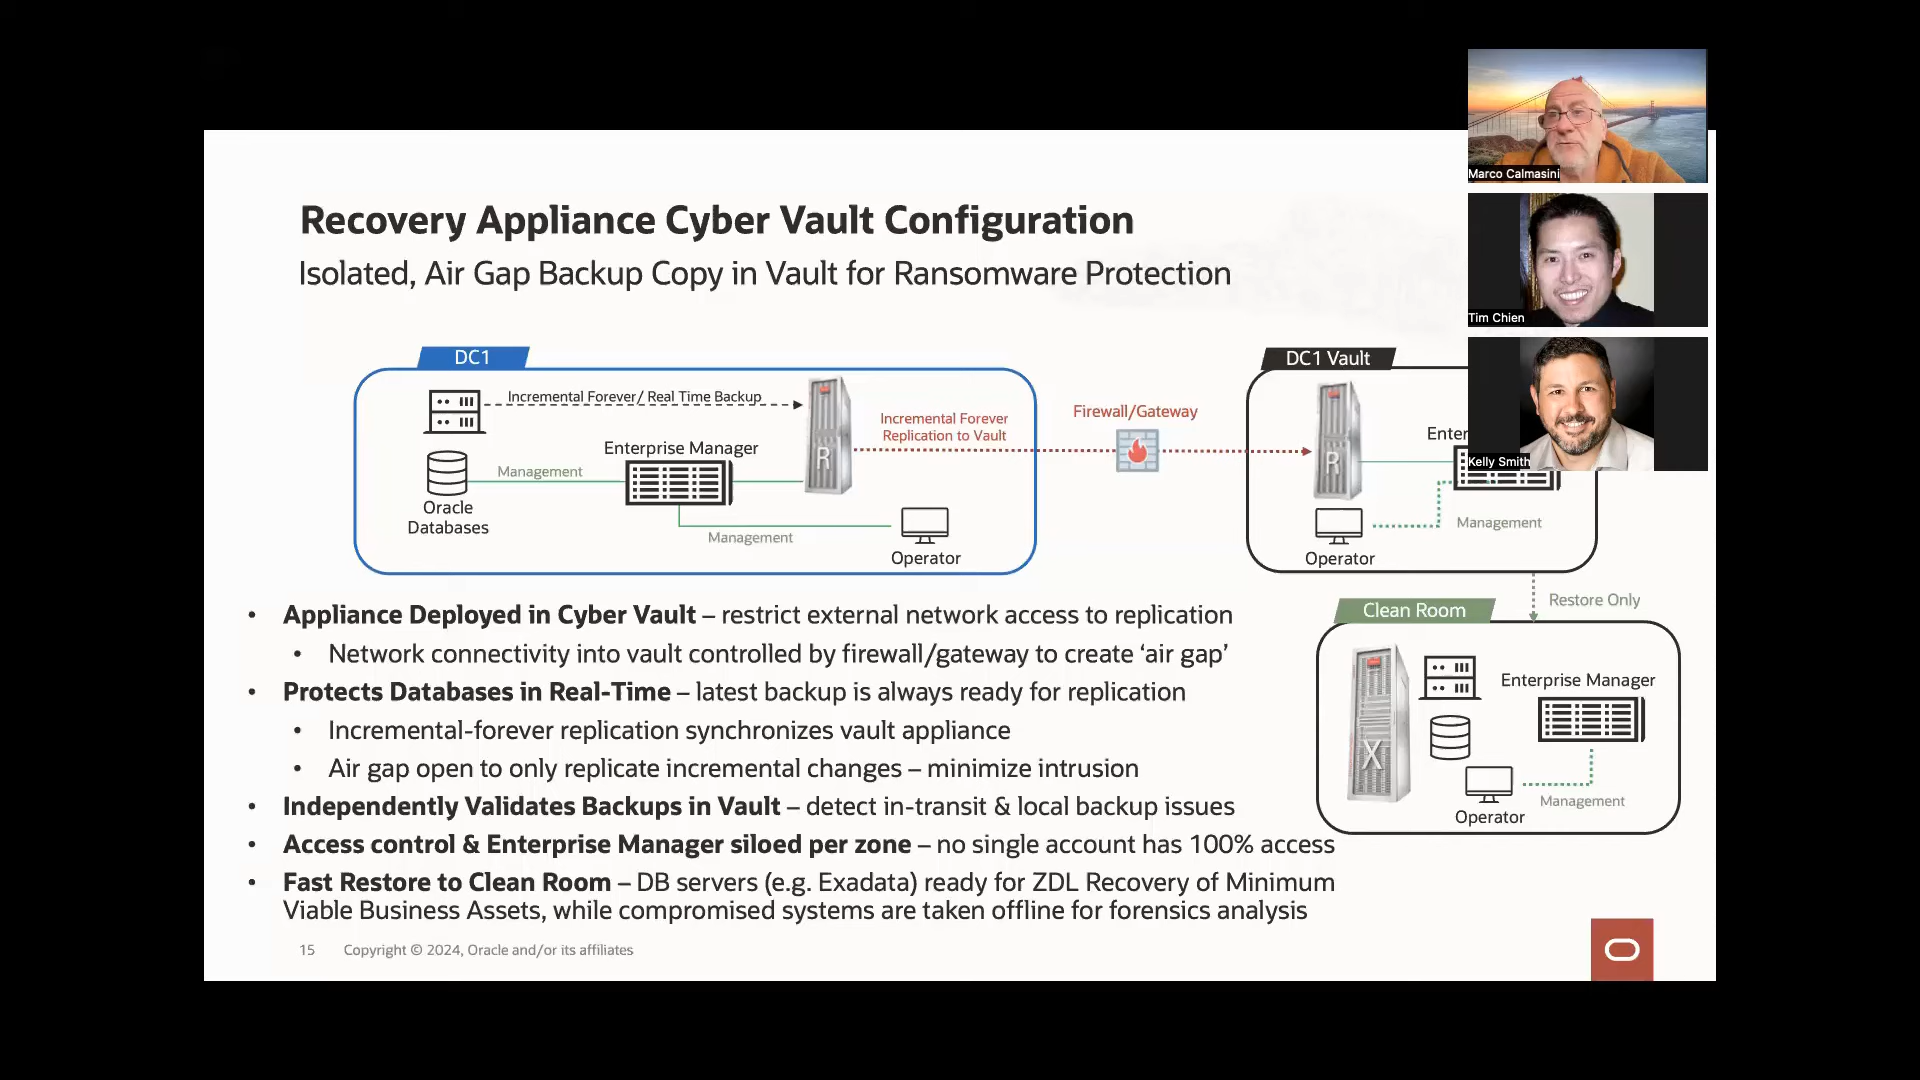 Marco Calmasini
Recovery Appliance Cyber Vault Configuration
Isolated, Air Gap Backup Copy in Vault for Ransomware Protection
Tim Chien
DC1
DC1 Vault
Incremental Forever/ Real Time Backup
Incremental Forever
Replication to Vault
Firewall/Gateway
Enterprise Manager
Management
Oracle
Databases
R
Management
Operator
Enter
Kelly Smith
R
Management
Operator
Restore Only
Clean Room
Enterprise Manager
X
Management
Operator
• Appliance Deployed in Cyber Vault – restrict external network access to replication
• Network connectivity into vault controlled by firewall/gateway to create ‘air gap’
• Protects Databases in Real-Time – latest backup is always ready for replication
• Incremental-forever replication synchronizes vault appliance
• Air gap open to only replicate incremental changes – minimize intrusion
• Independently Validates Backups in Vault – detect in-transit & local backup issues
• Access control & Enterprise Manager siloed per zone – no single account has 100% access
• Fast Restore to Clean Room – DB servers (e.g. Exadata) ready for ZDL Recovery of Minimum
Viable Business Assets, while compromised systems are taken offline for forensics analysis
15 Copyright © 2024, Oracle and/or its affiliates